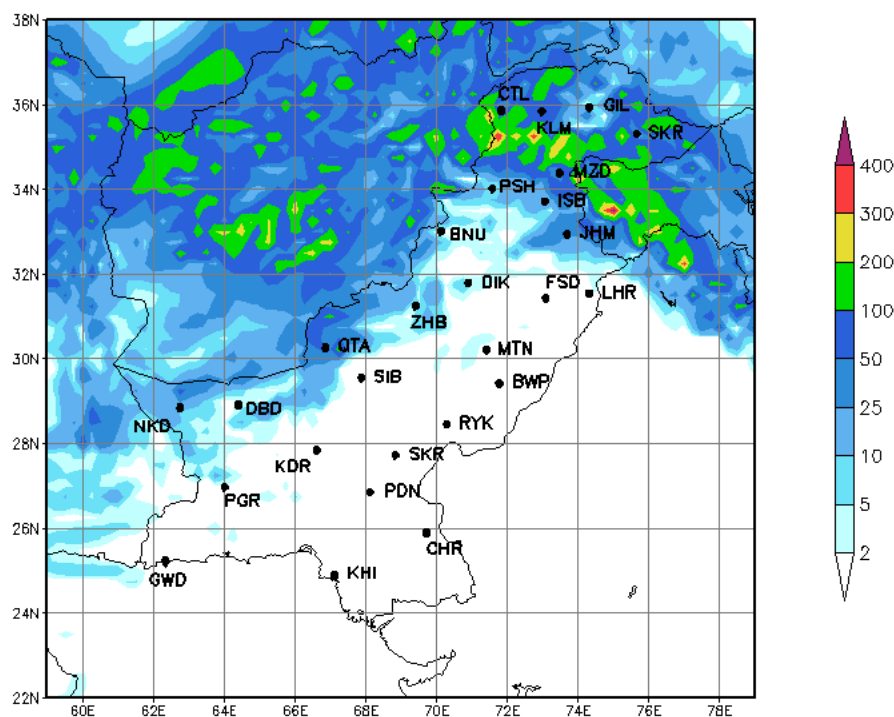 38N
36N
34N
32N
30N
28N
26N
24N
22N
60E 62E 64E 66E 68E 70E 72E 74E 76E 78E
CTL
KLM
GIL
SKR
MZD
PSH
ISB
BNU
JHM
DIK
FSD
LHR
ZHB
QTA
MTN
SIB
BWP
DBD
NKD
RYK
KDR
SKR
PGR
PDN
CHR
GWD
KHI
400
300
200
100
50
25
10
5
2